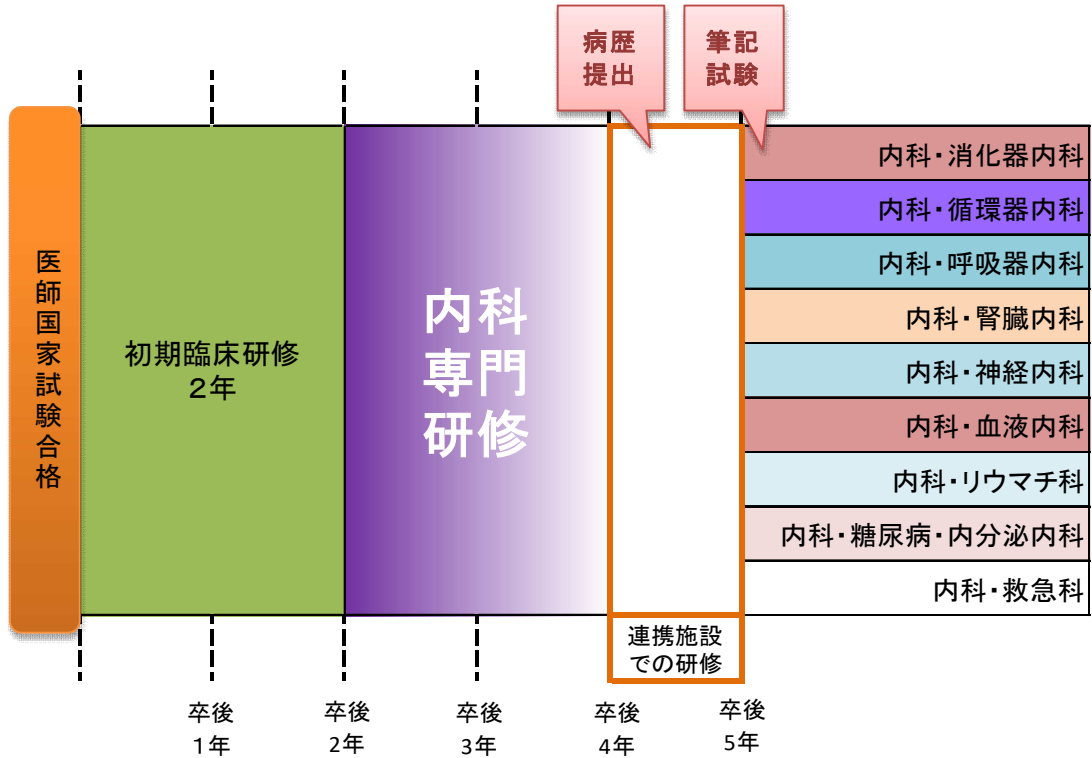 病歴
提出
筆記
試験
医師国家試験合格
初期臨床研修
２年
内科
専門
研修
内科・消化器内科
内科・循環器内科
内科・呼吸器内科
内科・腎臓内科
内科・神経内科
内科・血液内科
内科・リウマチ科
内科・糖尿病・内分泌内科
内科・救急科
連携施設
での研修
卒後
１年
卒後
2年
卒後
3年
卒後
4年
卒後
5年